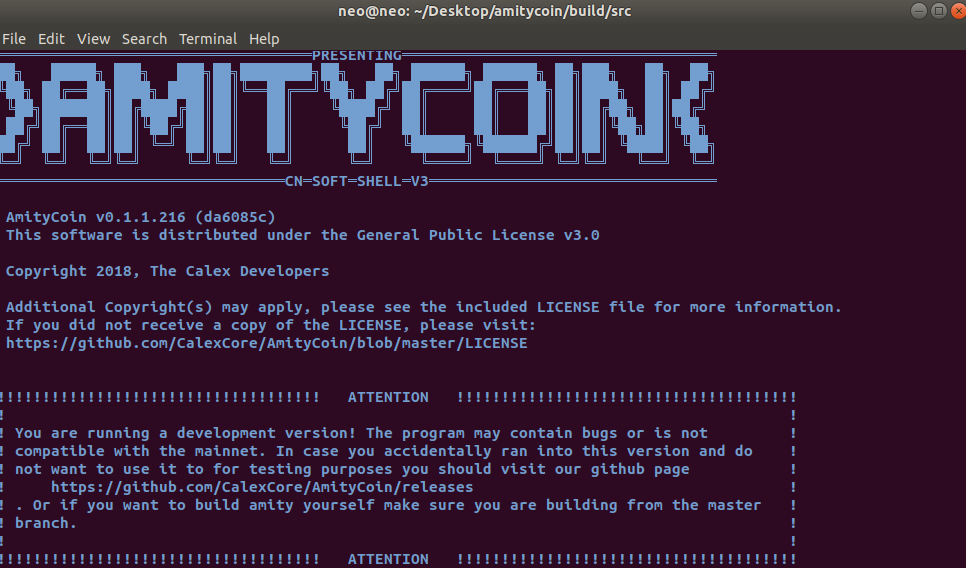 neo@neo: ~/Desktop/amitycoin/build/src
File Edit View Search Terminal Help
PRESENTING
AMITYCOIN
CN SOFT SHELL V3
AmityCoin v0.1.1.216 (da6085c)
This software is distributed under the General Public License v3.0
Copyright 2018, The Calex Developers
Additional Copyright(s) may apply, please see the included LICENSE file for more information.
If you did not receive a copy of the LICENSE, please visit:
https://github.com/CalexCore/AmityCoin/blob/master/LICENSE
!!!!!!!!!!!!!!!!!!!!!!!!!!!!!!!!!!!! ATTENTION !!!!!!!!!!!!!!!!!!!!!!!!!!!!!!!!!!!!!!
! !
! You are running a development version! The program may contain bugs or is not !
! compatible with the mainnet. In case you accidentally ran into this version and do !
! not want to use it to for testing purposes you should visit our github page !
! https://github.com/CalexCore/AmityCoin/releases !
! . Or if you want to build amity yourself make sure you are building from the master !
! branch. !
! !
!!!!!!!!!!!!!!!!!!!!!!!!!!!!!!!!!!!! ATTENTION !!!!!!!!!!!!!!!!!!!!!!!!!!!!!!!!!!!!!!